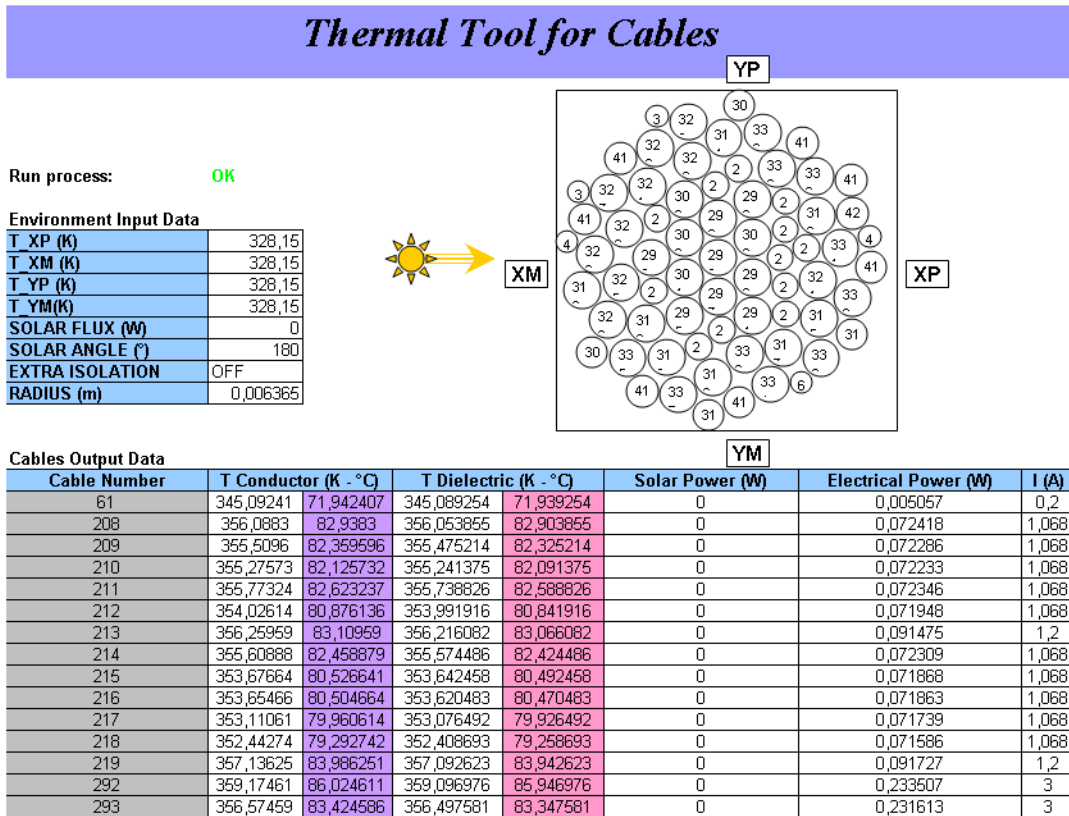 Thermal Tool for Cables
YP
Run process: OK
Environment Input Data
T_XP (K) 328,15
T_XM (K) 328,15
T_YP (K) 328,15
T_YM(K) 328,15
SOLAR FLUX (W) 0
SOLAR ANGLE (°) 180
EXTRA ISOLATION OFF
RADIUS (m) 0,006365
XM
XP
30
3 32 31 33 41
41 32 32 2 33 33 41
3 32 32 30 2 29 2 31 42
41 32 2 30 29 30 2 33 4
4 32 29 29 2 2 41
31 32 2 30 29 29 2 32 33
32 31 29 2 29 2 31 31
30 33 31 2 33 31 33
41 33 31 33 6
31 41
YM
Cables Output Data
Cable Number T Conductor (K - °C) T Dielectric (K - °C) Solar Power (W) Electrical Power (W) I (A)
61 345,09241 71,942407 345,089254 71,939254 0 0,005057 0,2
208 356,0883 82,9383 356,053855 82,903855 0 0,072418 1,068
209 355,5096 82,359596 355,475214 82,325214 0 0,072286 1,068
210 355,27573 82,125732 355,241375 82,091375 0 0,072233 1,068
211 355,77324 82,623237 355,738826 82,588826 0 0,072346 1,068
212 354,02614 80,876136 353,991916 80,841916 0 0,071948 1,068
213 356,25959 83,10959 356,216082 83,066082 0 0,091475 1,2
214 355,60888 82,458879 355,574486 82,424486 0 0,072309 1,068
215 353,67664 80,526641 353,642458 80,492458 0 0,071868 1,068
216 353,65466 80,504664 353,620483 80,470483 0 0,071863 1,068
217 353,11061 79,960614 353,076492 79,926492 0 0,071739 1,068
218 352,44274 79,292742 352,408693 79,258693 0 0,071586 1,068
219 357,13625 83,986251 357,092623 83,942623 0 0,091727 1,2
292 359,17461 86,024611 359,096976 85,946976 0 0,233507 3
293 356,57459 83,424586 356,497581 83,347581 0 0,231613 3